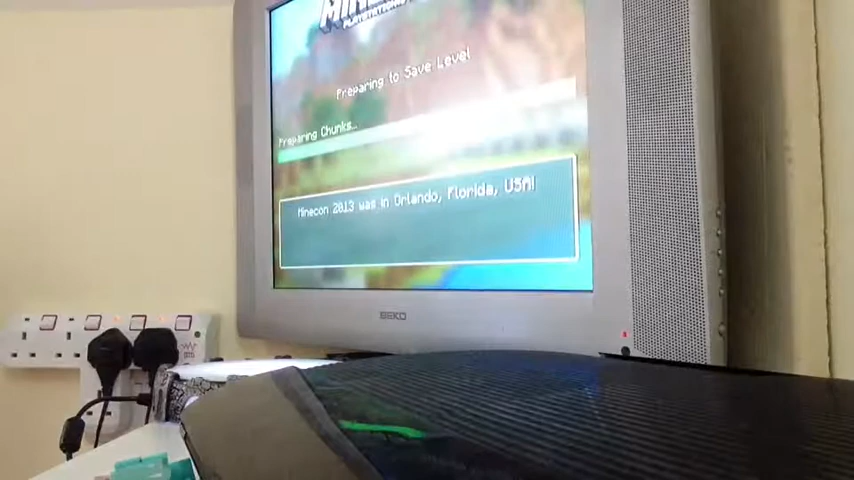 Preparing to Save Level
Preparing Chunks...
Minecon 2013 was in Orlando, Florida, USA!
BEKO